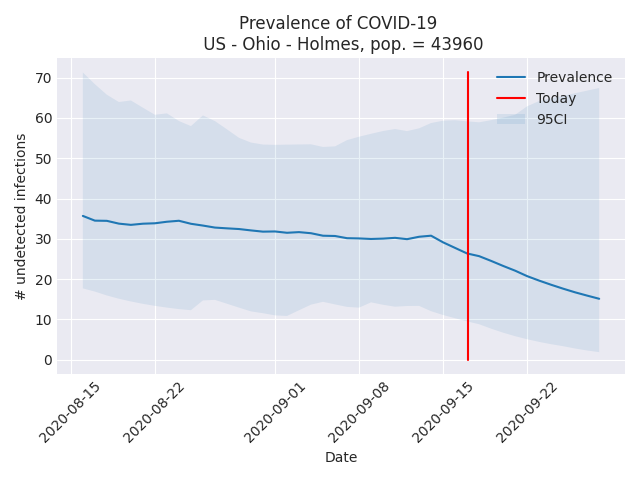 Prevalence of COVID-19
US - Ohio - Holmes, pop. = 43960
# undetected infections
70
60
50
40
30
20
10
0
Prevalence
Today
95CI
2020-08-15
2020-08-22
2020-09-01
2020-09-08
2020-09-15
2020-09-22
Date